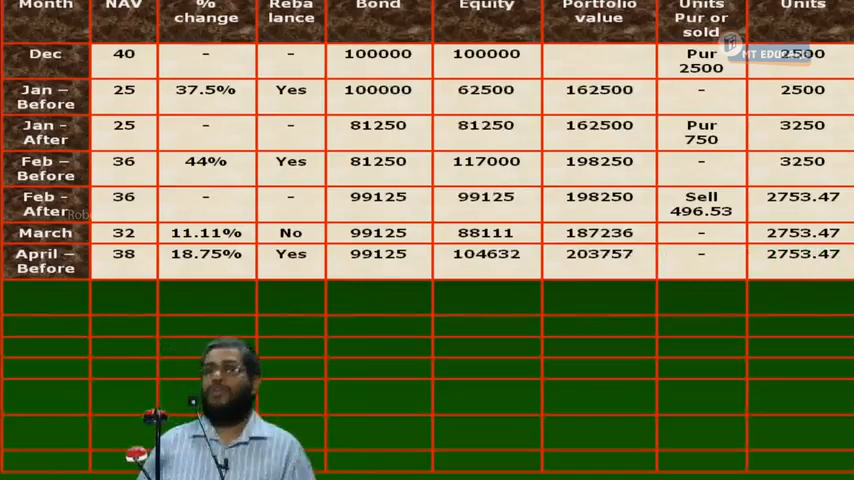 Month NAV % change Reba lance Bond Equity Portfolio value Units Pur or sold Units
Dec 40 - - 100000 100000 Pur 2500 2500
Jan – Before 25 37.5% Yes 100000 62500 162500 - 2500
Jan - After 25 - - 81250 81250 162500 Pur 750 3250
Feb – Before 36 44% Yes 81250 117000 198250 - 3250
Feb - After 36 - - 99125 99125 198250 Sell 496.53 2753.47
March 32 11.11% No 99125 88111 187236 - 2753.47
April – Before 38 18.75% Yes 99125 104632 203757 - 2753.47